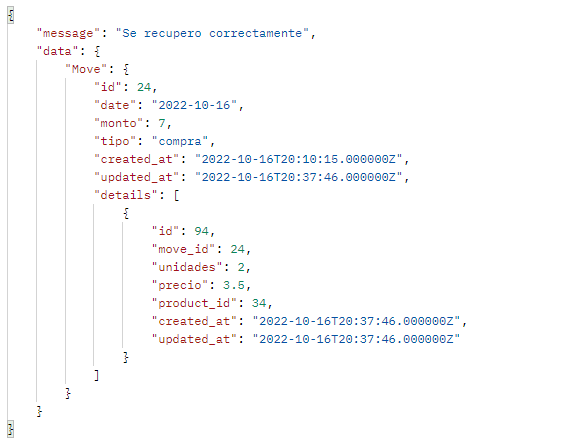 {
    "message": "Se recupero correctamente",
    "data": {
        "Move": {
            "id": 24,
            "date": "2022-10-16",
            "monto": 7,
            "tipo": "compra",
            "created_at": "2022-10-16T20:10:15.000000Z",
            "updated_at": "2022-10-16T20:37:46.000000Z",
            "details": [
                {
                    "id": 94,
                    "move_id": 24,
                    "unidades": 2,
                    "precio": 3.5,
                    "product_id": 34,
                    "created_at": "2022-10-16T20:37:46.000000Z",
                    "updated_at": "2022-10-16T20:37:46.000000Z"
                }
            ]
        }
    }
}